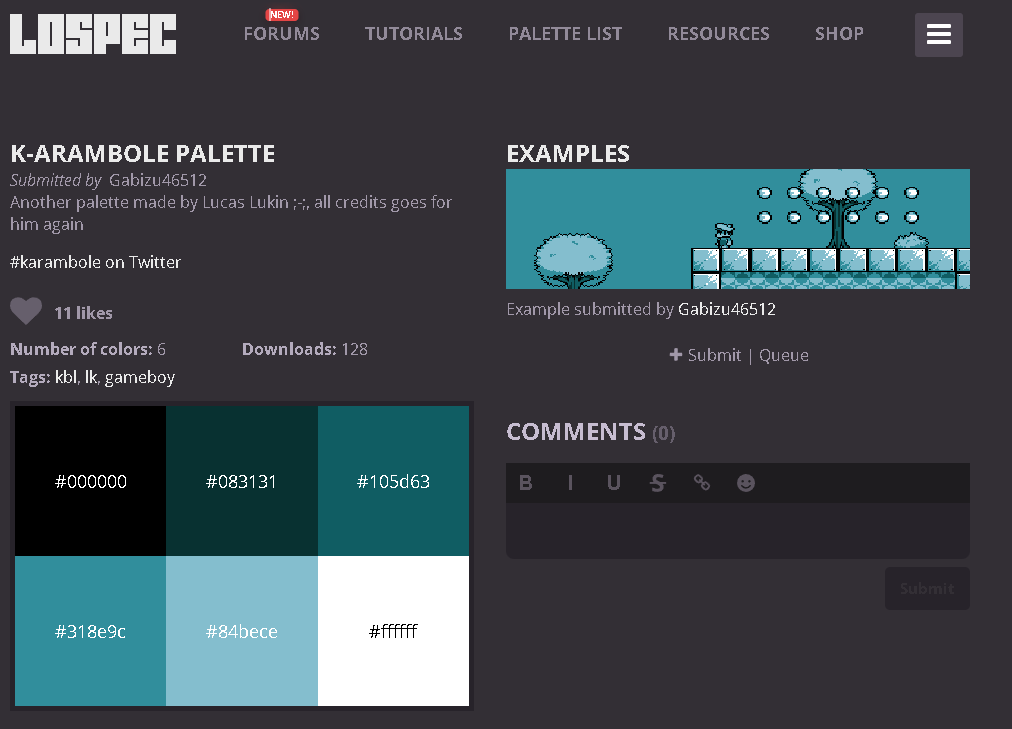 LOSPEC
NEW!
FORUMS
TUTORIALS
PALETTE LIST
RESOURCES
SHOP
K-ARAMBOLE PALETTE
Submitted by Gabizu46512
Another palette made by Lucas Lukin ;-;, all credits goes for
him again
#karambole on Twitter
11 likes
Number of colors: 6
Downloads: 128
Tags: kbl, lk, gameboy
#000000
#083131
#105d63
#318e9c
#84bece
#ffffff
EXAMPLES
Example submitted by Gabizu46512
Submit | Queue
COMMENTS (0)
B I U S
Submit